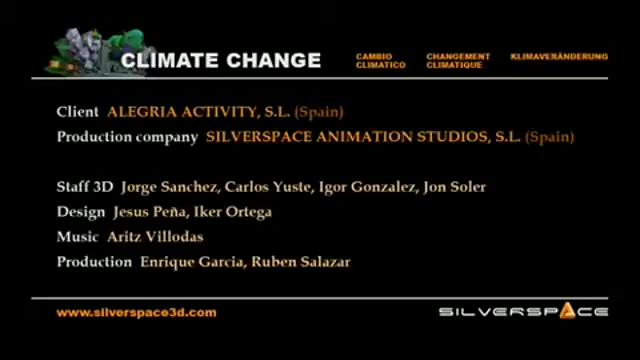 CLIMATE CHANGE
CAMBIO
CLIMATICO
CHANGEMENT
CLIMATIQUE
KLIMAVERÄNDERUNG
Client ALEGRIA ACTIVITY, S.L. (Spain)
Production company SILVERSPACE ANIMATION STUDIOS, S.L. (Spain)
Staff 3D Jorge Sanchez, Carlos Yuste, Igor Gonzalez, Jon Soler
Design Jesus Peña, Iker Ortega
Music Aritz Villodas
Production Enrique Garcia, Ruben Salazar
www.silverspace3d.com
SILVERSPACE